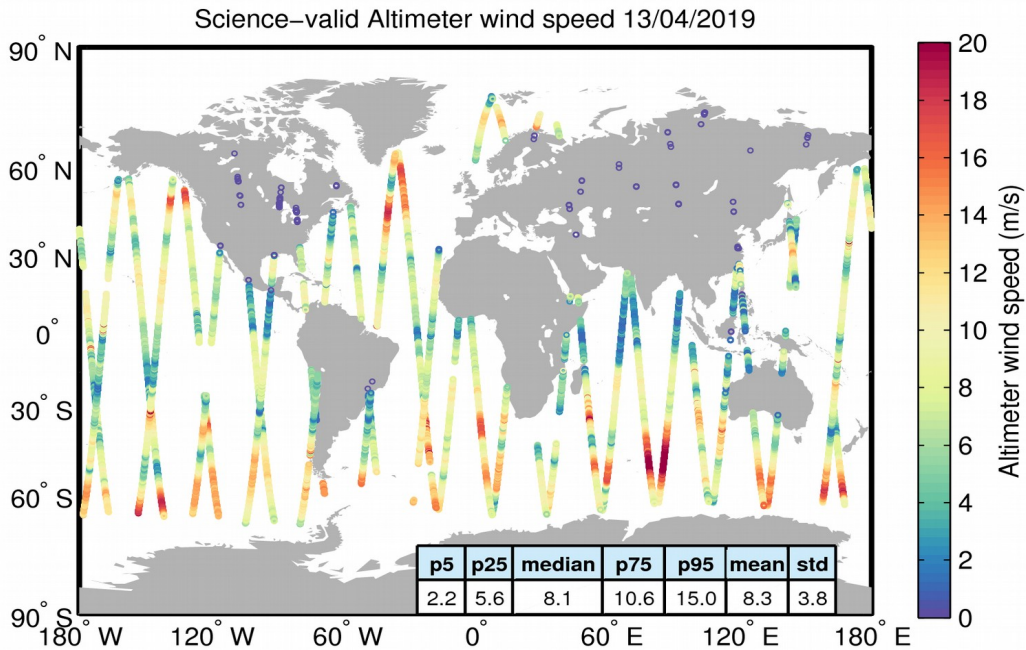 Science−valid Altimeter wind speed 13/04/2019
90° N
60° N
30° N
0°
30° S
60° S
90° S
180° W
120° W
60° W
0°
60° E
120° E
180° E
p5 p25 median p75 p95 mean std
2.2 5.6 8.1 10.6 15.0 8.3 3.8
20
18
16
14
12
10
8
6
4
2
0
Altimeter wind speed (m/s)